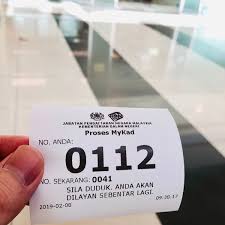 JABATAN PENDAFTARAN NEGARA MALAYSIA
KEMENTERIAN DALAM NEGERI
Proses MyKad
NO. ANDA:
0112
NO. SEKARANG: 0041
SILA DUDUK. ANDA AKAN
DILAYAN SEBENTAR LAGI.
2019-02-08 09:20:17